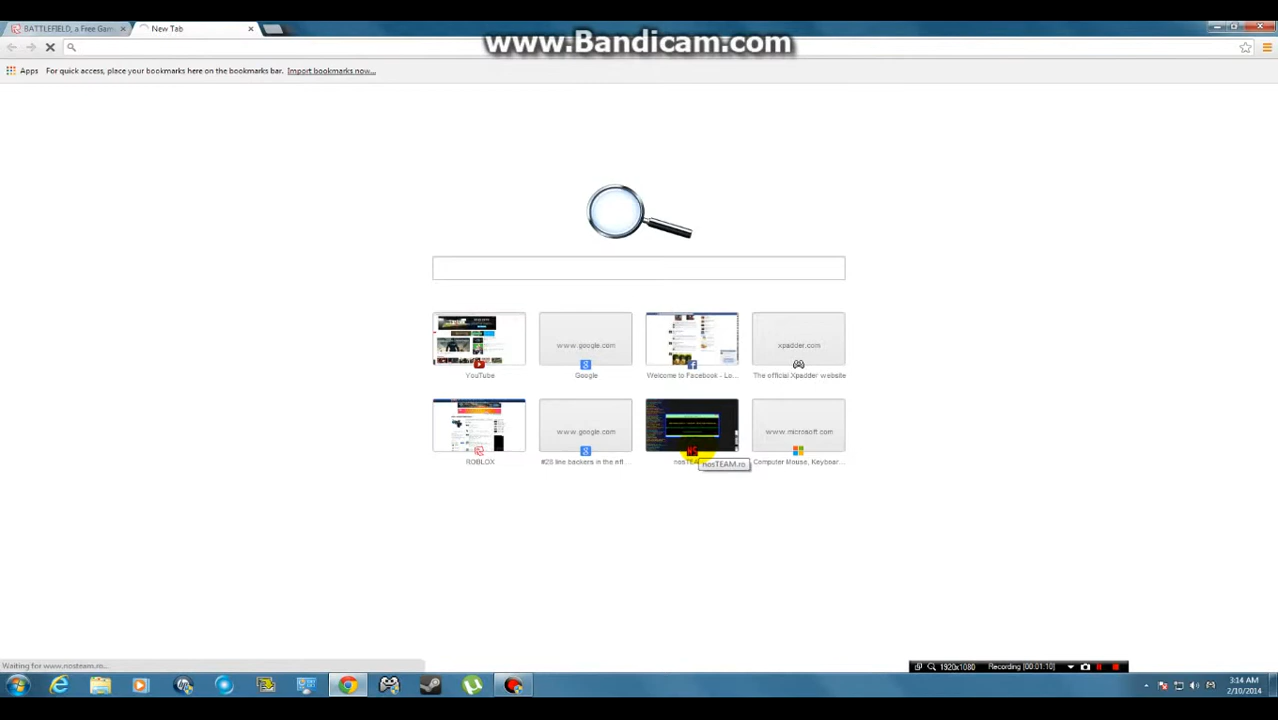 BATTLEFIELD, a Free Gam
New Tab
www.Bandicam.com
Apps
For quick access, place your bookmarks here on the bookmarks bar.
Import bookmarks now...
www.google.com
xpadder.com
YouTube
Google
Welcome to Facebook - Lo...
The official Xpadder website
www.google.com
www.microsoft.com
ROBLOX
#26 line backers in the nfl ...
nosTEAM
nosTEAM.ro
Computer Mouse, Keyboar...
Waiting for www.nosteam.ro...
1920x1080
Recording [00:01:10]
3:14 AM
2/10/2014